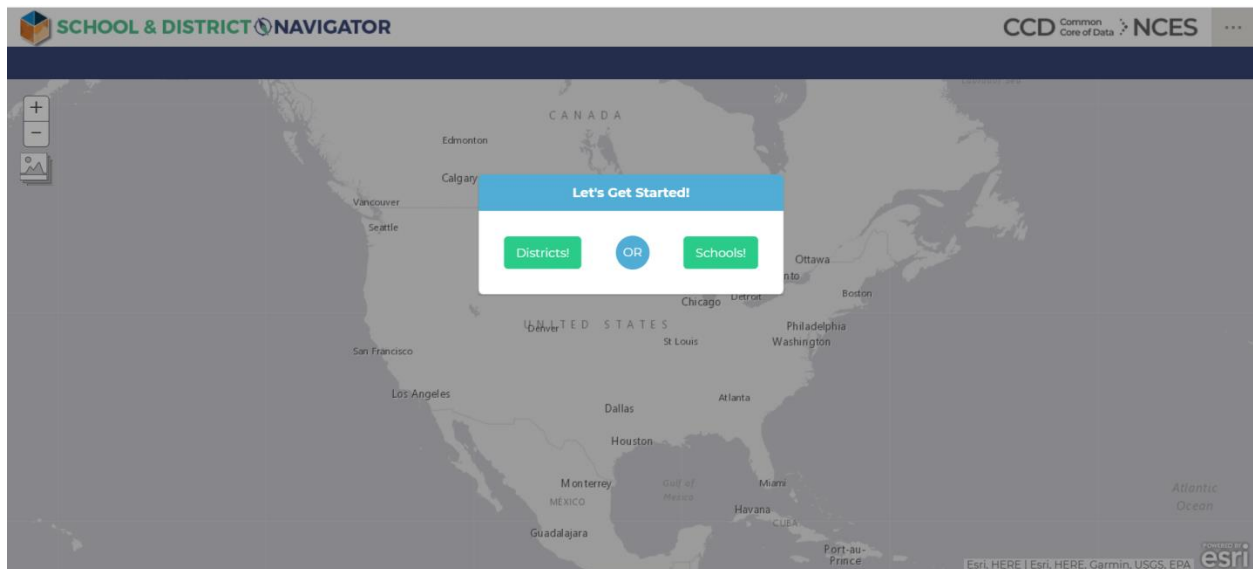 SCHOOL & DISTRICT NAVIGATOR
CCD Common Core of Data NCES
...
+
−
CANADA
Edmonton
Calgary
Vancouver
Let's Get Started!
Seattle
Districts!
OR
Schools!
Ottawa
nto
Chicago
Detroit
Boston
UNITED STATES
Denver
Philadelphia
St Louis
Washington
San Francisco
Los Angeles
Atlanta
Dallas
Houston
Monterrey
Gulf of
Mexico
Miami
MÉXICO
Havana
CUBA
Atlantic
Ocean
Guadalajara
Port-au-
Prince
POWERED BY
esri
Esri, HERE | Esri, HERE, Garmin, USGS, EPA